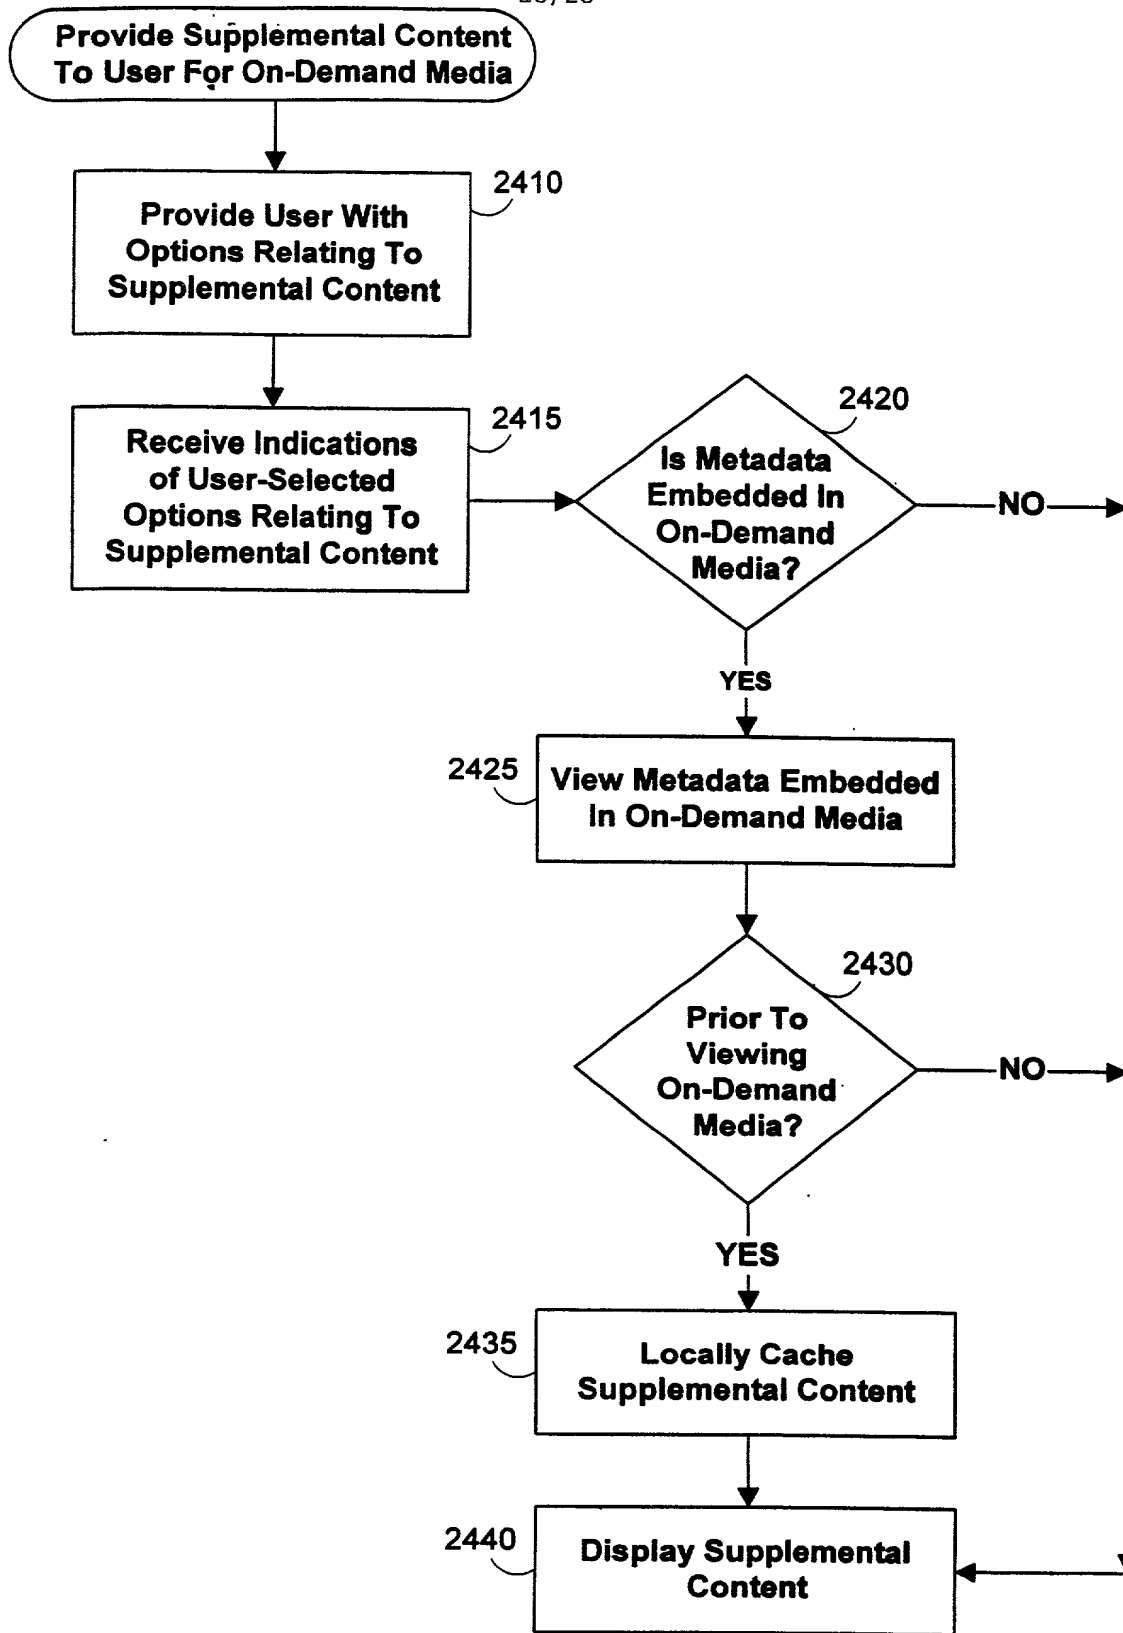 Provide Supplemental Content
To User For On-Demand Media
2410
Provide User With
Options Relating To
Supplemental Content
2415
Receive Indications
of User-Selected
Options Relating To
Supplemental Content
2420
Is Metadata
Embedded In
On-Demand
Media?
NO
YES
2425
View Metadata Embedded
In On-Demand Media
2430
Prior To
Viewing
On-Demand
Media?
NO
YES
2435
Locally Cache
Supplemental Content
2440
Display Supplemental
Content